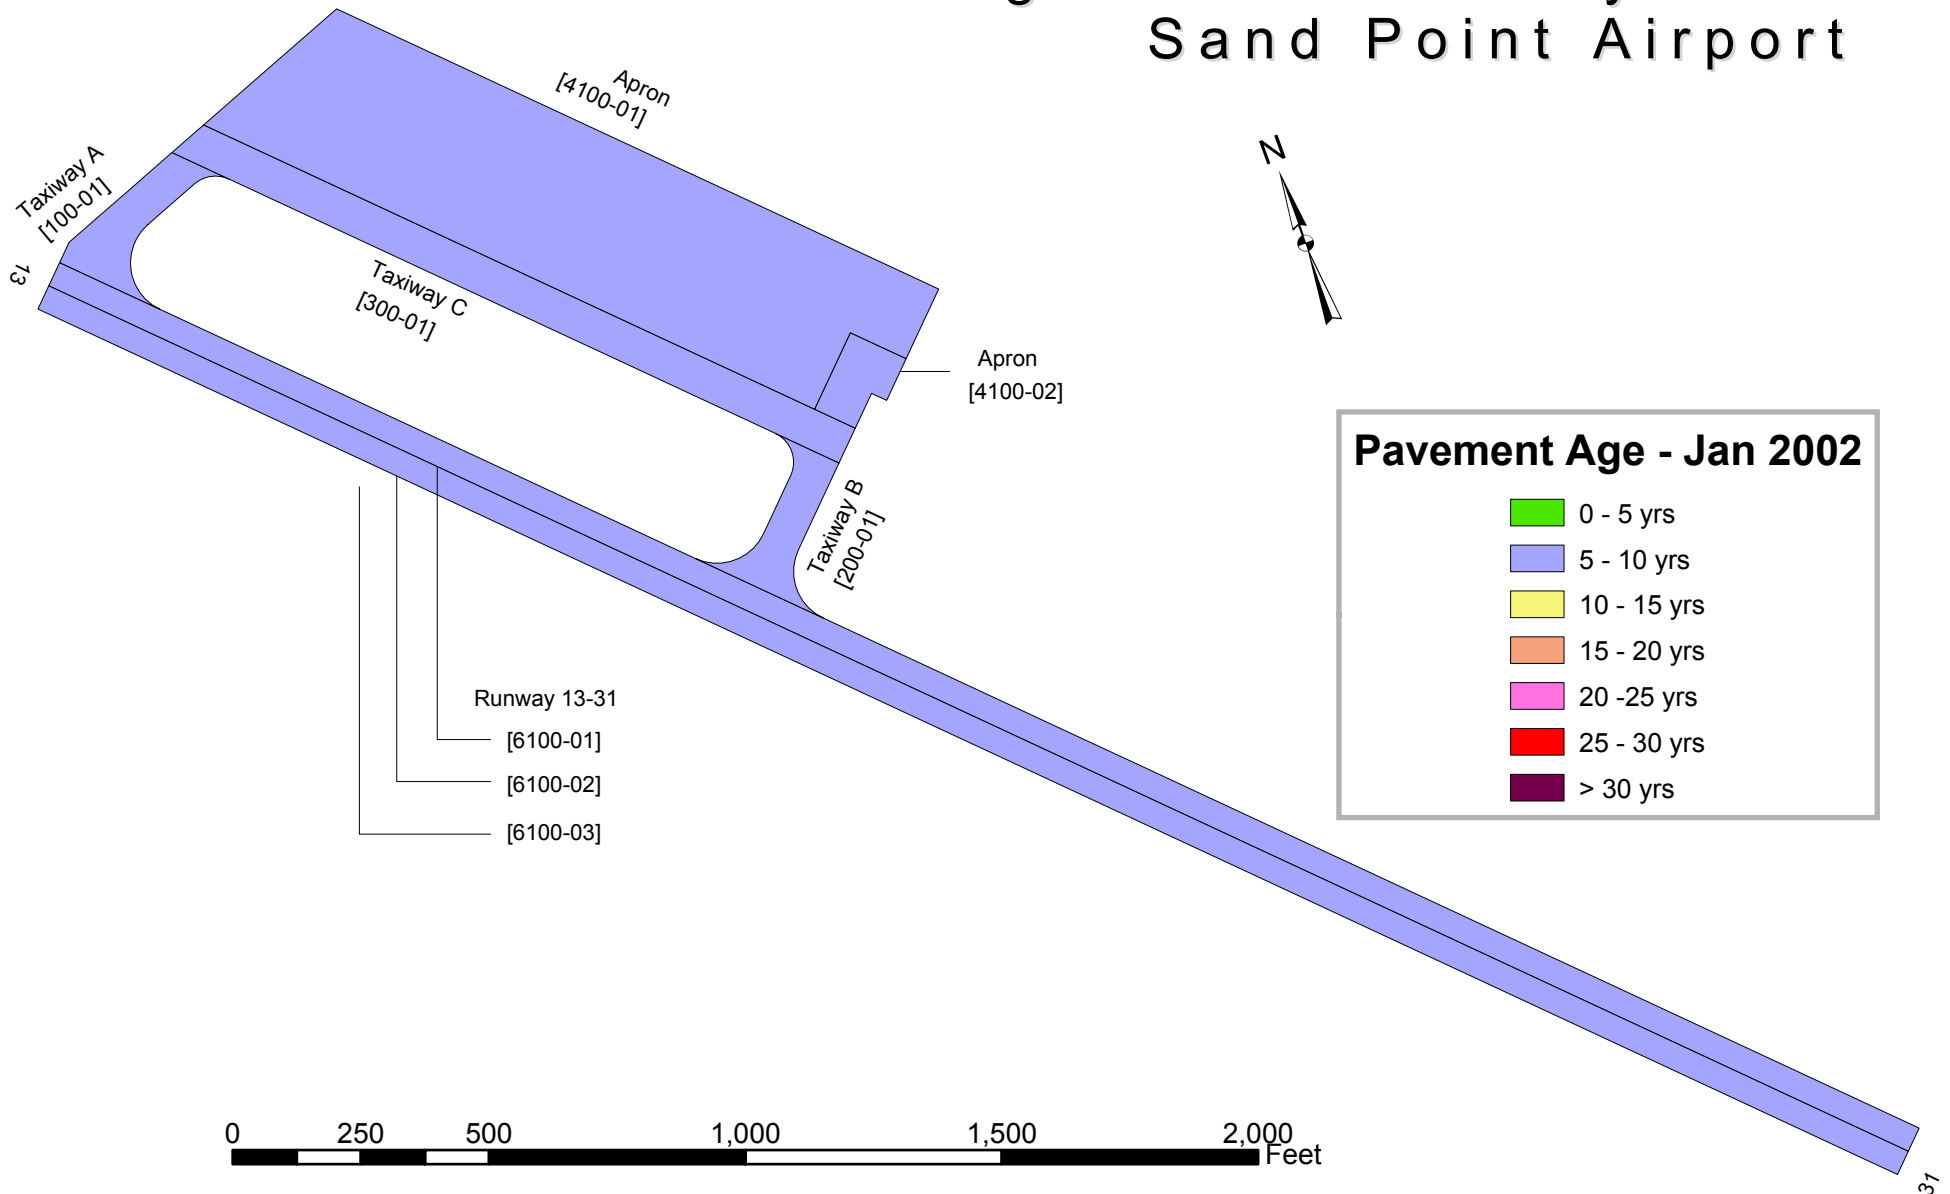 Sand Point Airport
Apron
[4100-01]
N
Taxiway A
[100-01]
13
Taxiway C
[300-01]
Apron
[4100-02]
Taxiway B
[200-01]
Pavement Age - Jan 2002
0 - 5 yrs
5 - 10 yrs
10 - 15 yrs
15 - 20 yrs
20 -25 yrs
25 - 30 yrs
> 30 yrs
Runway 13-31
[6100-01]
[6100-02]
[6100-03]
0 250 500 1,000 1,500 2,000
Feet
31